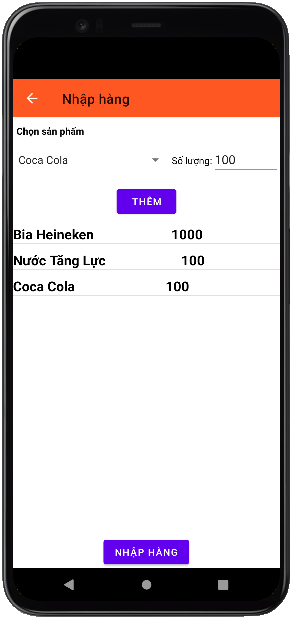 Nhập hàng
Chọn sản phẩm
Coca Cola Số lượng: 100
THÊM
Bia Heineken 1000
Nước Tăng Lực 100
Coca Cola 100
NHẬP HÀNG